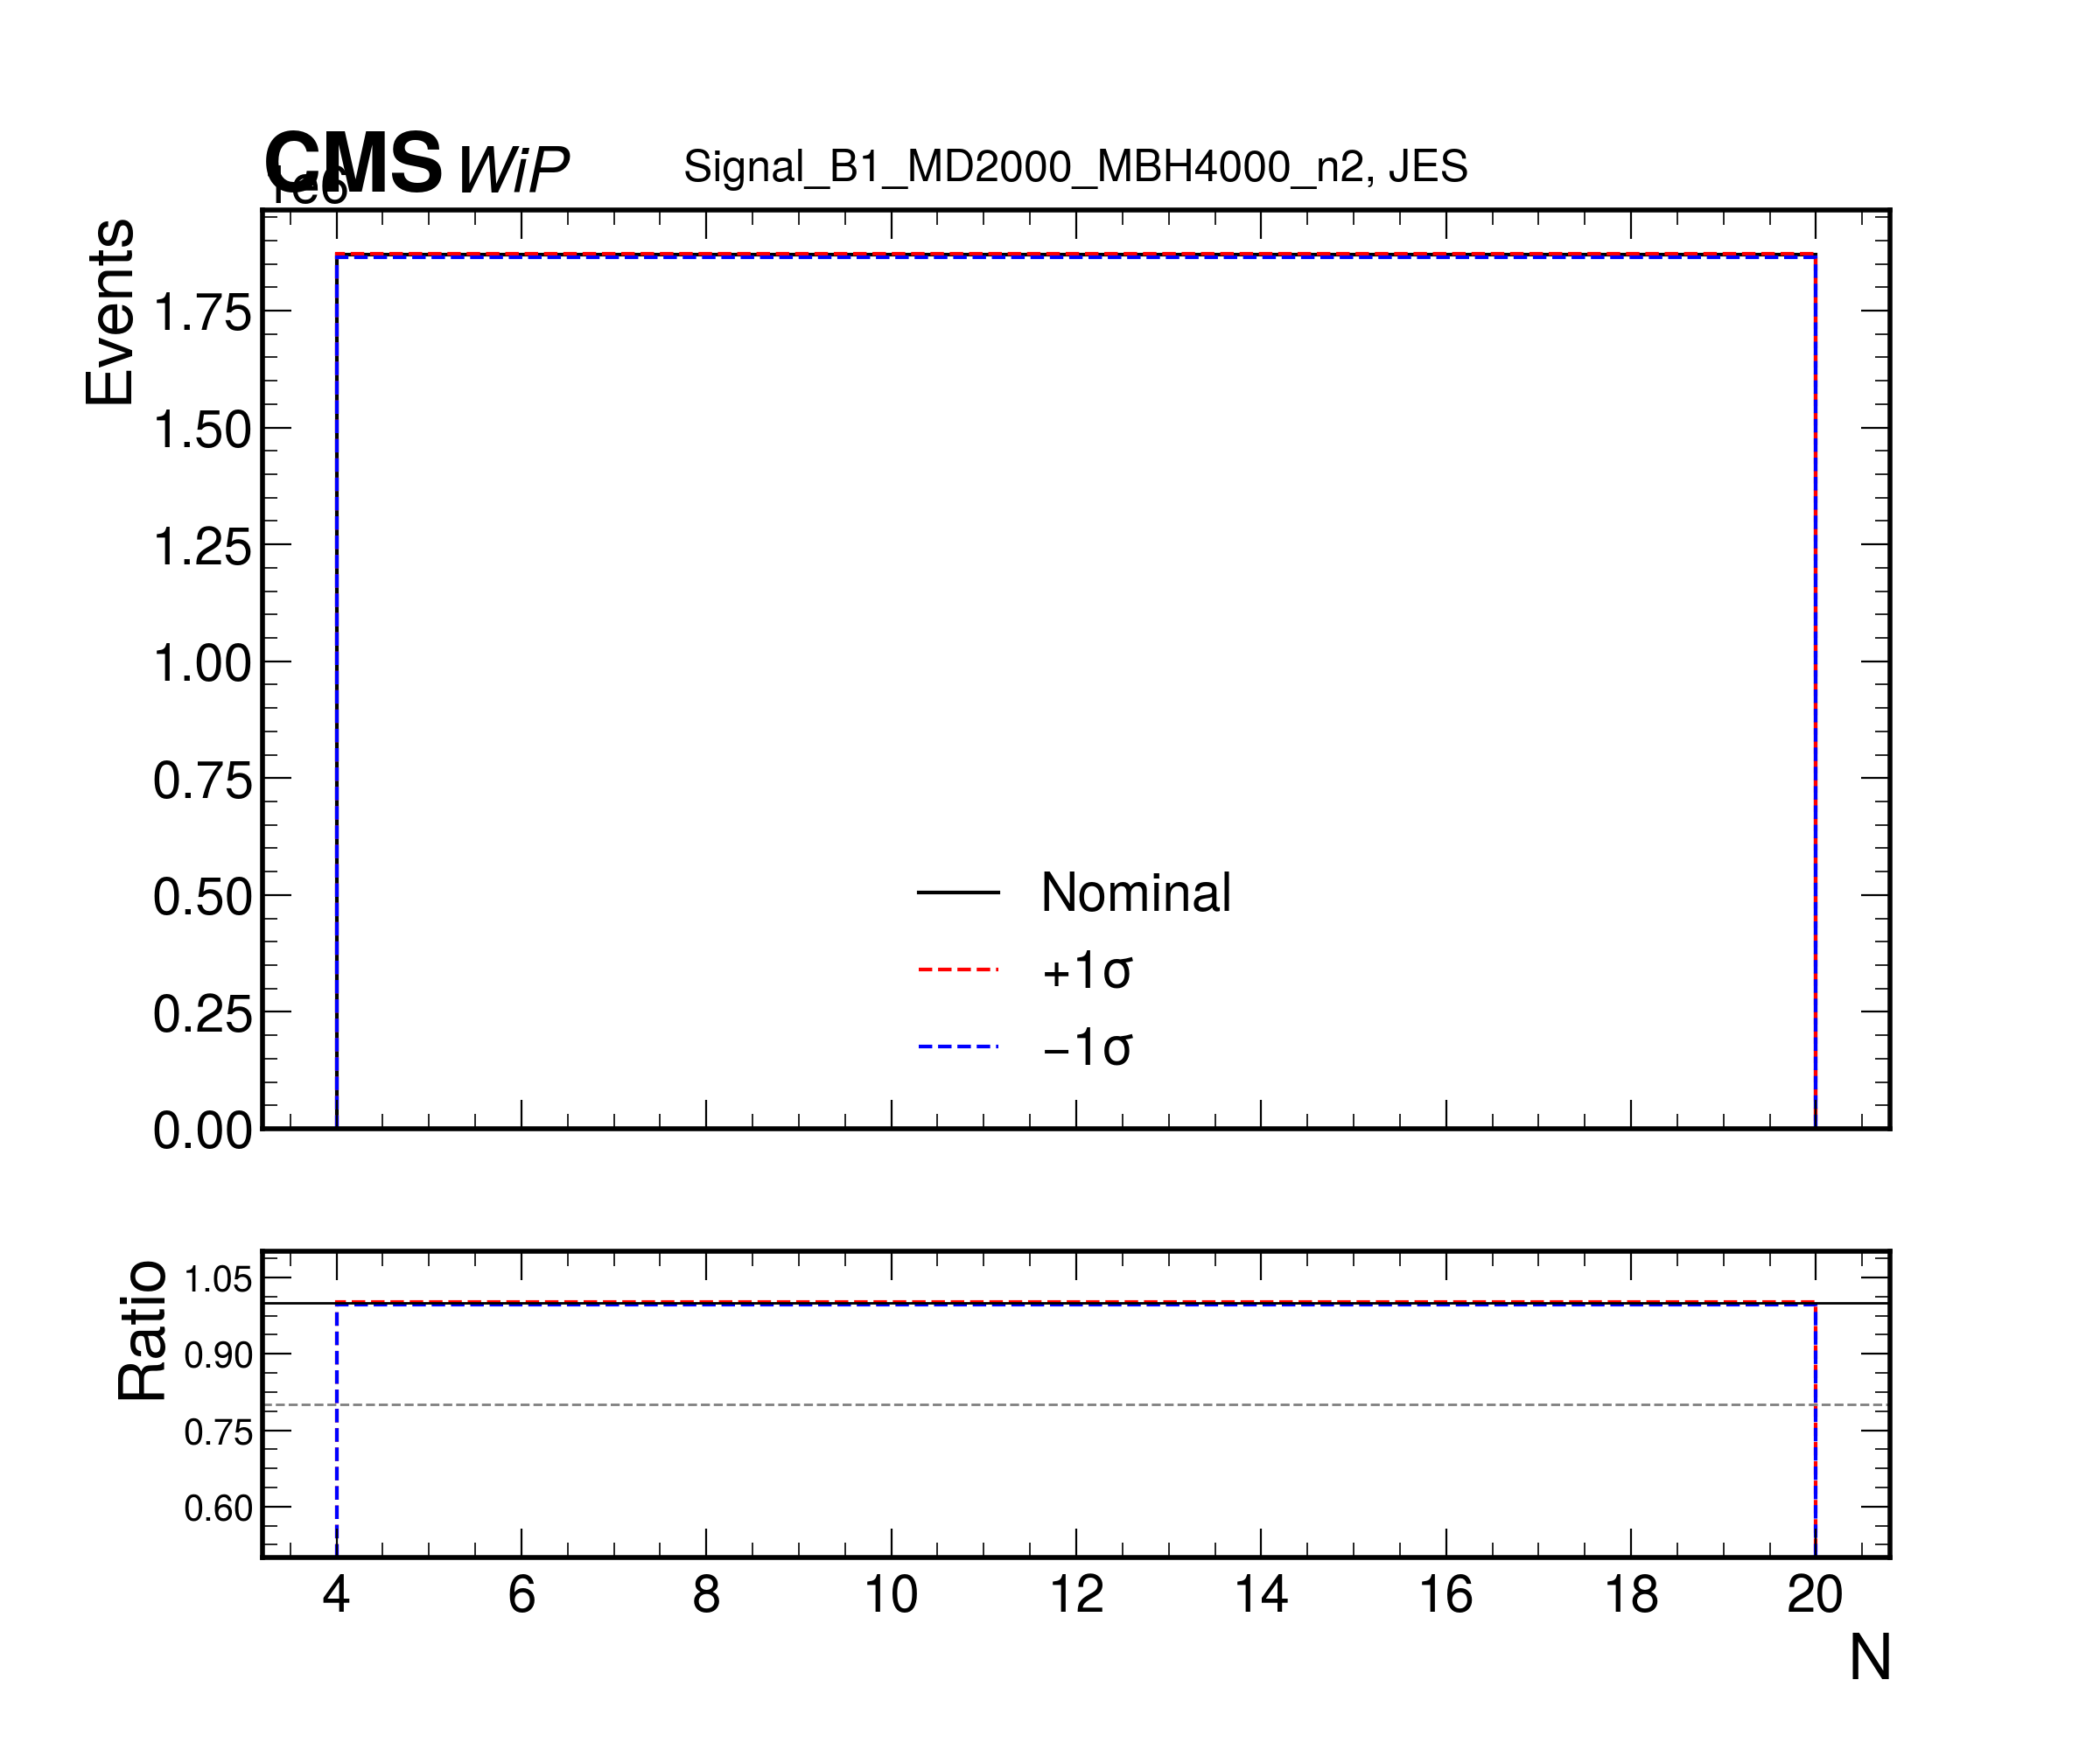 CMS WiP
Signal_B1_MD2000_MBH4000_n2, JES
Events
1.75
1.50
1.25
1.00
0.75
0.50
0.25
0.00
Nominal
+1σ
−1σ
Ratio
1.05
0.90
0.75
0.60
4 6 8 10 12 14 16 18 20
N